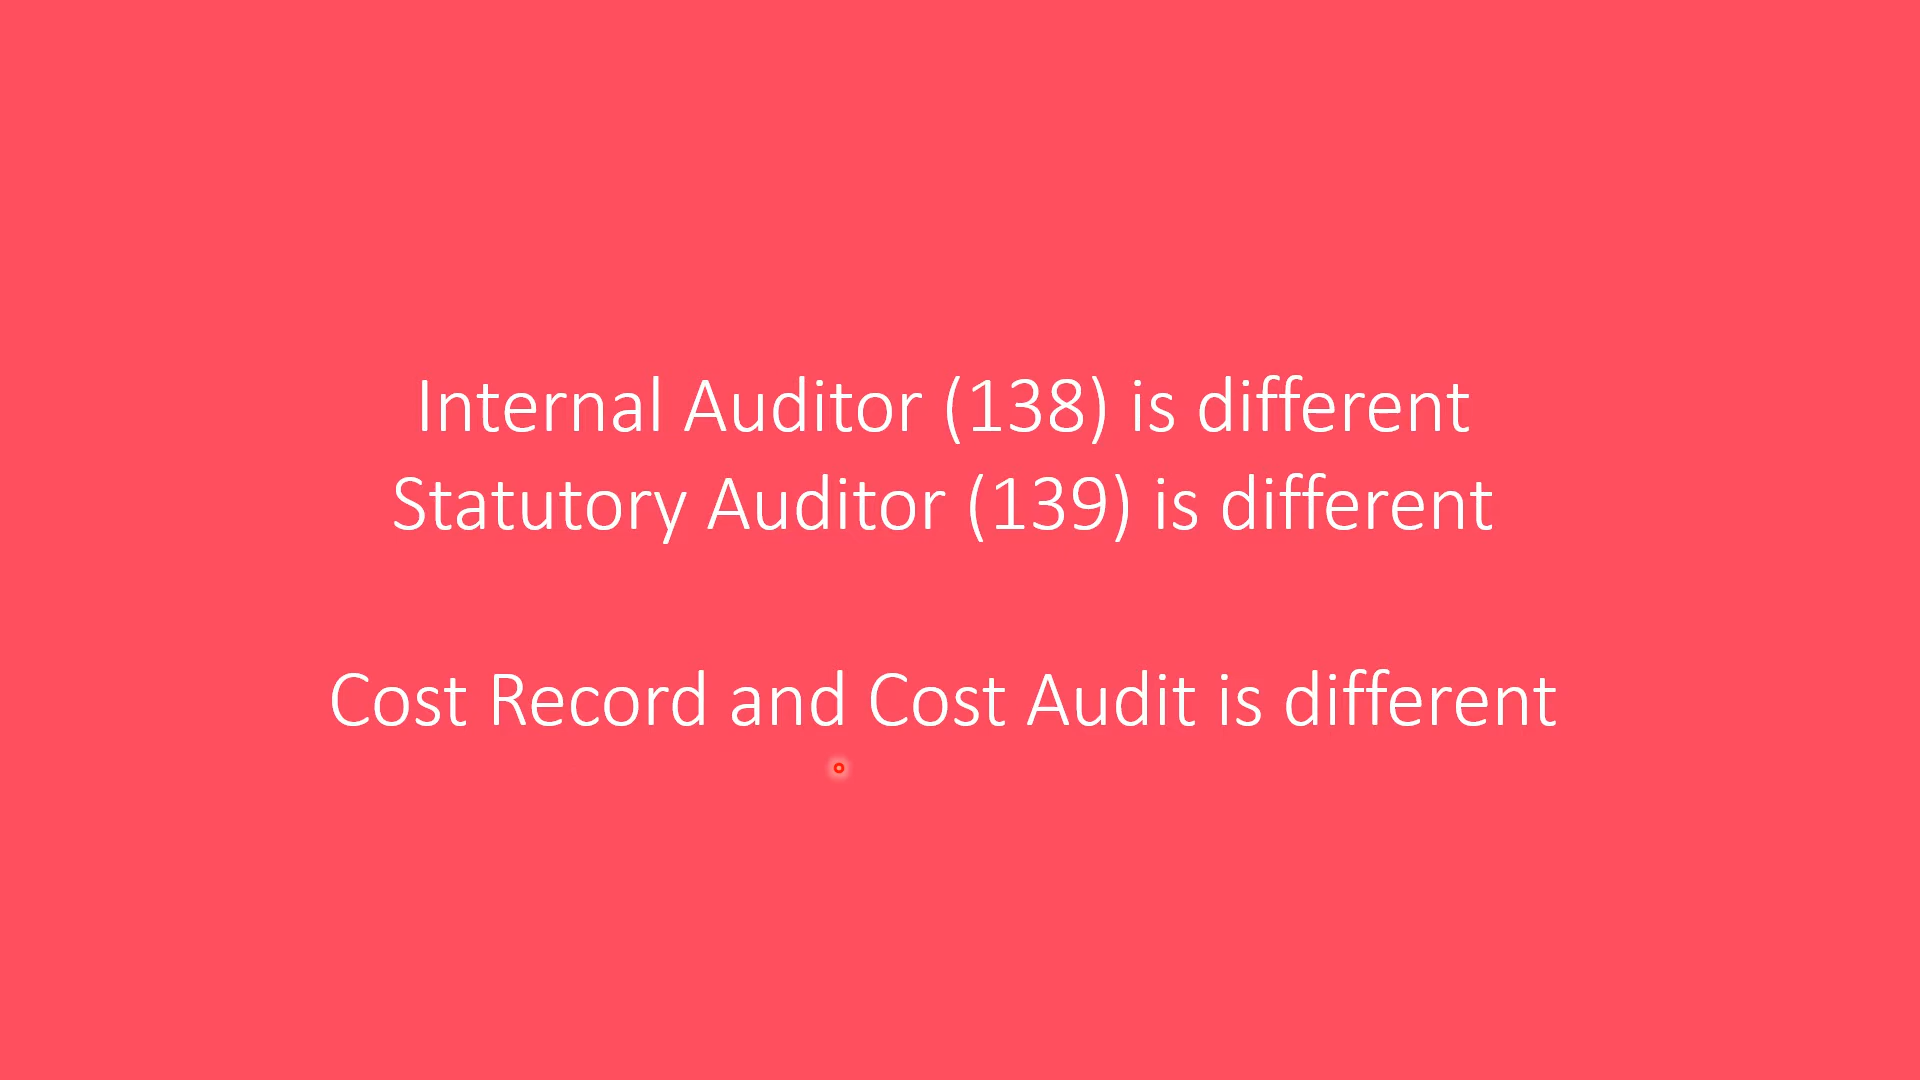 Internal Auditor (138) is different
Statutory Auditor (139) is different
Cost Record and Cost Audit is different